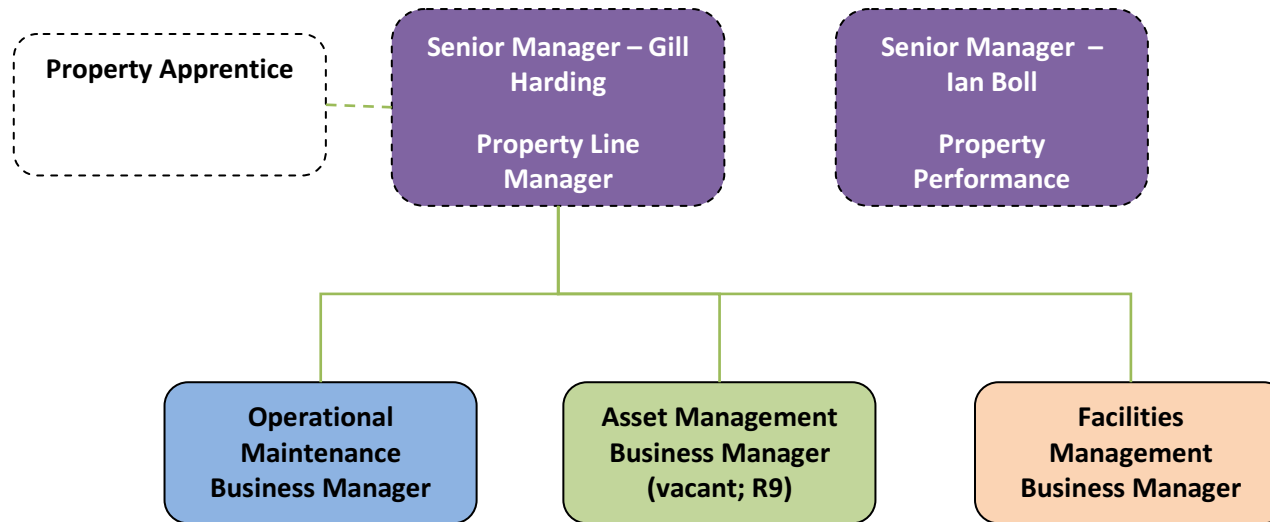 Property Apprentice
Senior Manager – Gill
Harding
Property Line
Manager
Senior Manager –
Ian Boll
Property
Performance
Operational
Maintenance
Business Manager
Asset Management
Business Manager
(vacant; R9)
Facilities
Management
Business Manager